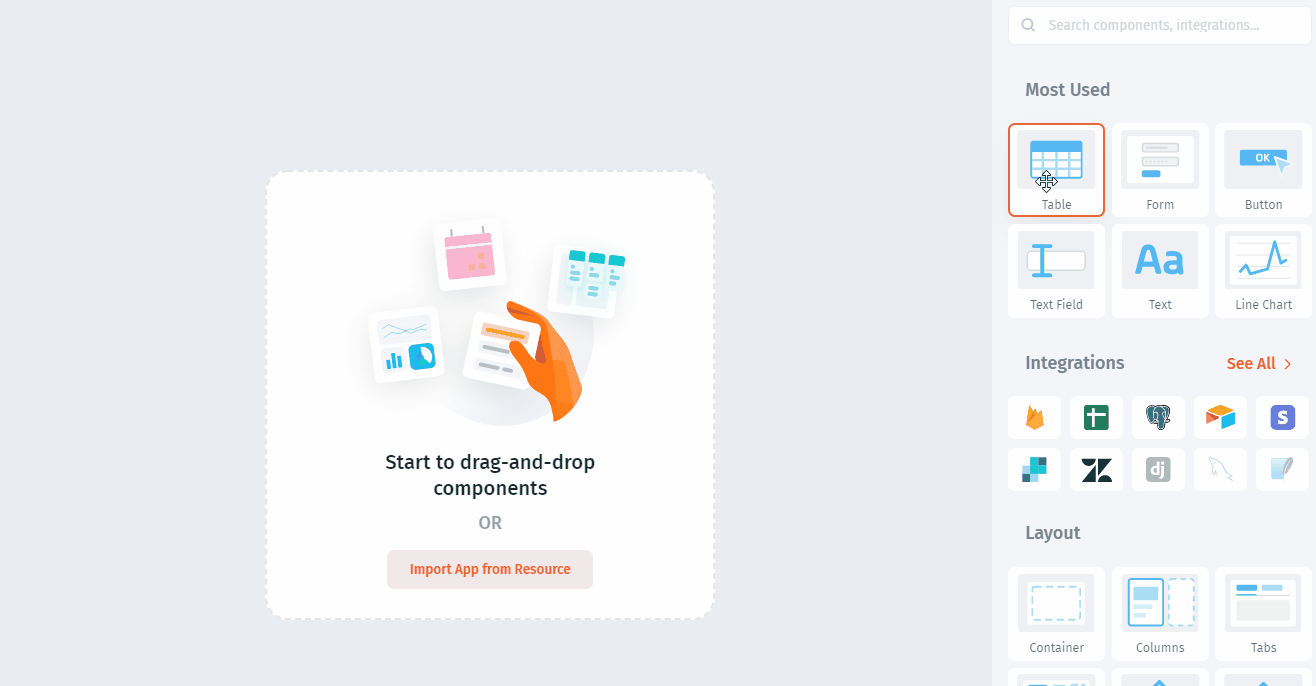 Search components, integrations...
Most Used
Table
Form
OK
Button
Text Field
Aa
Text
Line Chart
Integrations
See All
S
dj
Layout
Container
Columns
Tabs
Start to drag-and-drop
components
OR
Import App from Resource